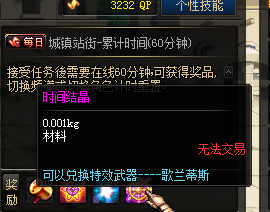 3232 QP
个性技能
每日 城镇站街-累计时间(60分钟)
接受任务後需要在线60分钟,可获得奖品,
时间结晶
0.001kg
材料
无法交易
可以兑换特效武器----歌兰蒂斯
奖励